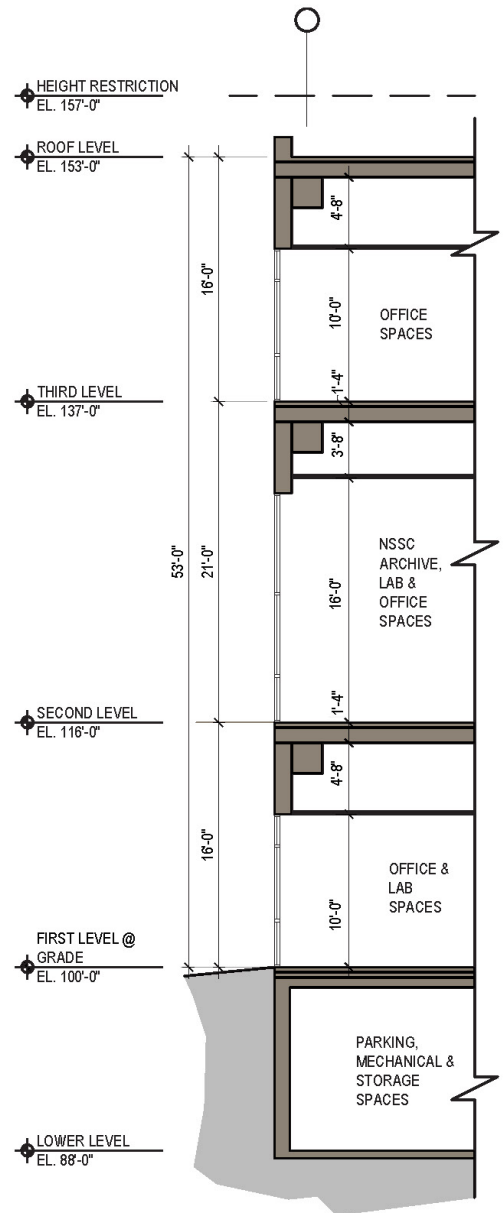 HEIGHT RESTRICTION
EL. 157'-0"
ROOF LEVEL
EL. 153'-0"
4'-8"
16'-0"
10'-0"
OFFICE
SPACES
1'-4"
THIRD LEVEL
EL. 137'-0"
3'-8"
53'-0"
21'-0"
16'-0"
NSSC
ARCHIVE,
LAB &
OFFICE
SPACES
1'-4"
SECOND LEVEL
EL. 116'-0"
4'-8"
16'-0"
10'-0"
OFFICE &
LAB
SPACES
FIRST LEVEL @
GRADE
EL. 100'-0"
PARKING,
MECHANICAL &
STORAGE
SPACES
LOWER LEVEL
EL. 88'-0"